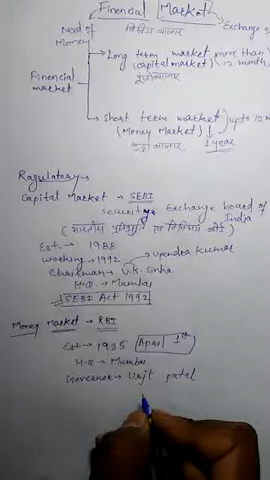 Financial Market
Need of Money
वित्तिय बाजार
Exchange of
Long term market more than
(Capital market) (12 month
पूंजीबाजार
Financial market
Short term market upto 12 m
(Money Market) 1 year
मुद्रा बाजार
Ragulatory→
Capital Market → SEBI
Security Exchange board of India
(भारतीय प्रतिभूति एवं विनिमय बोर्ड)
Est. → 1988
Working → 1992 → Upendra Kumar
Chairman → U.K. Sinha
H.Q → Mumbai
SEBI Act 1992
Money Market → RBI
Est → 1935 April 1st
H.Q → Mumbai
Governor → Urjit patel